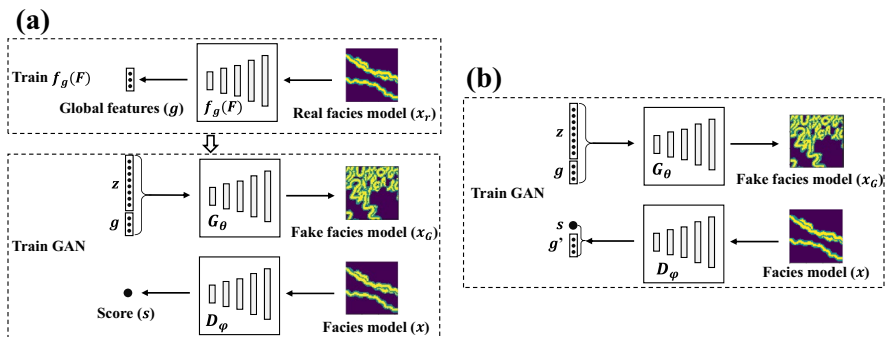 (a)
Train f_g(F)
Global features (g)
f_g(F)
Real facies model (x_r)
z
g
G_θ
Fake facies model (x_G)
Train GAN
Score (s)
D_φ
Facies model (x)
(b)
z
g
G_θ
Fake facies model (x_G)
Train GAN
s
g'
D_φ
Facies model (x)